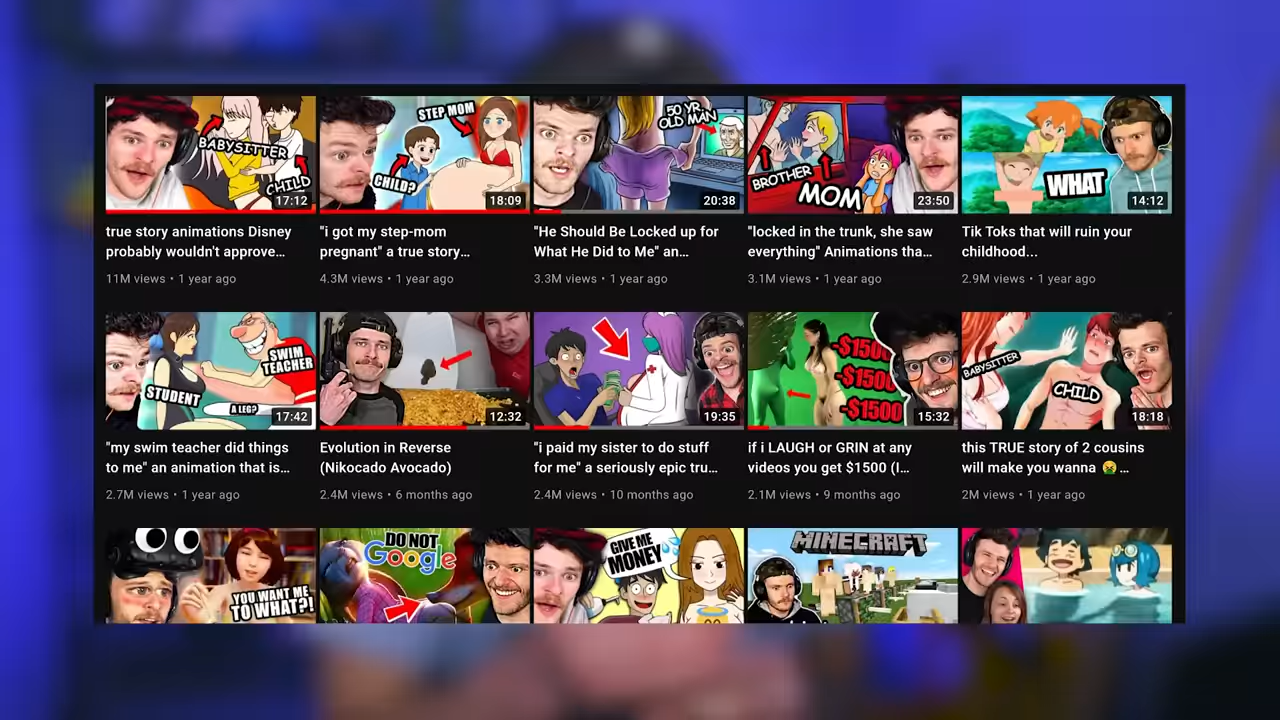 BABYSITTER
CHILD
17:12
STEP MOM
CHILD?
18:09
50 YR.
OLD MAN
20:38
BROTHER
MOM
23:50
WHAT
14:12
true story animations Disney
probably wouldn't approve…
11M views • 1 year ago
"i got my step-mom
pregnant" a true story…
4.3M views • 1 year ago
"He Should Be Locked up for
What He Did to Me" an…
3.3M views • 1 year ago
"locked in the trunk, she saw
everything" Animations tha…
3.1M views • 1 year ago
Tik Toks that will ruin your
childhood...
2.9M views • 1 year ago
STUDENT
SWIM
TEACHER
A LEG?
17:42
12:32
19:35
-$1500
-$1500
-$1500
15:32
BABYSITTER
CHILD
18:18
"my swim teacher did things
to me" an animation that is…
2.7M views • 1 year ago
Evolution in Reverse
(Nikocado Avocado)
2.4M views • 6 months ago
"i paid my sister to do stuff
for me" a seriously epic tru…
2.4M views • 10 months ago
if i LAUGH or GRIN at any
videos you get $1500 (I…
2.1M views • 9 months ago
this TRUE story of 2 cousins
will make you wanna 🤮…
2M views • 1 year ago
YOU WANT ME
TO WHAT?!
DO NOT
Google
GIVE ME
MONEY
MINECRAFT